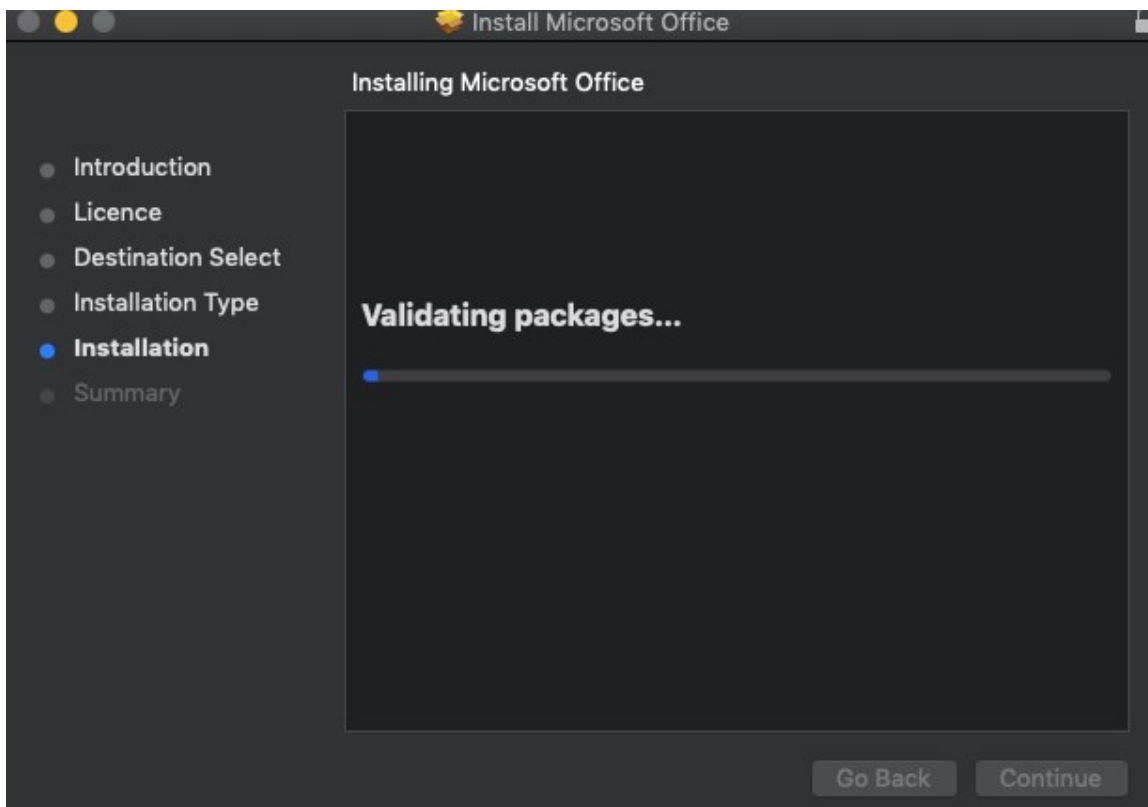 Install Microsoft Office
Installing Microsoft Office
Introduction
Licence
Destination Select
Installation Type
Installation
Summary
Validating packages...
Go Back
Continue